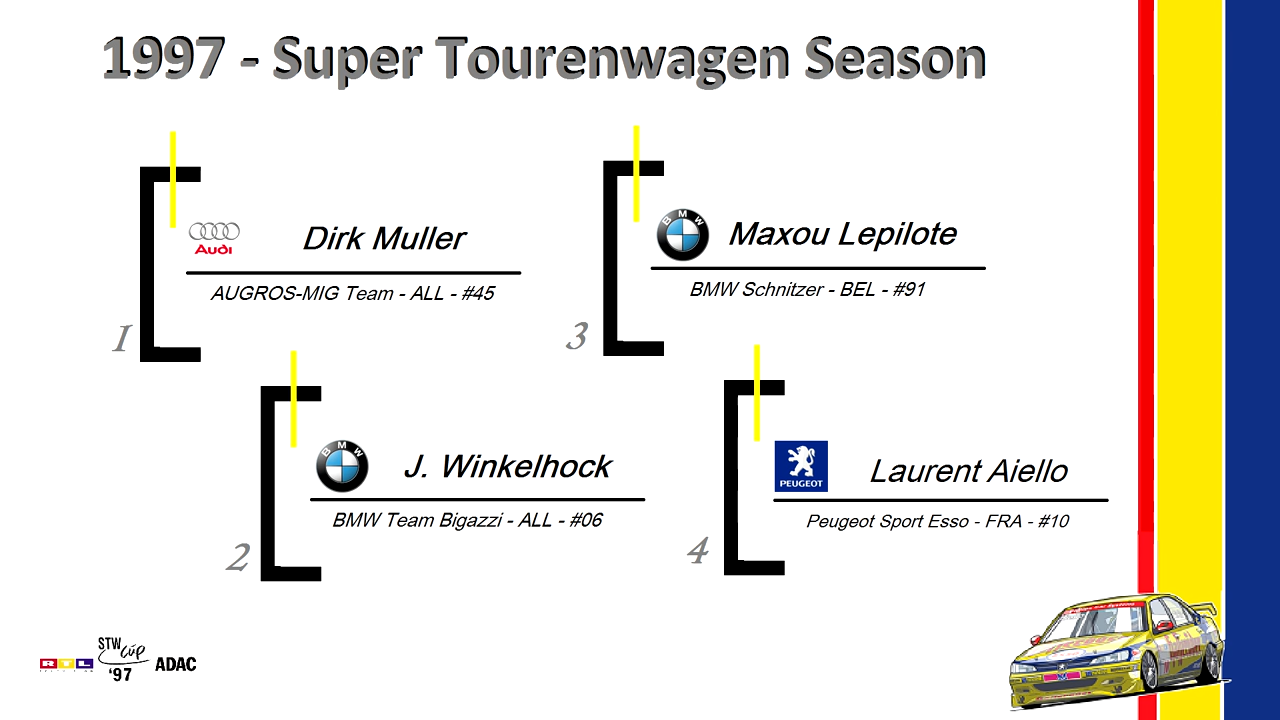 1997 - Super Tourenwagen Season
1
Audi
Dirk Muller
AUGROS-MIG Team - ALL - #45
2
BMW
J. Winkelhock
BMW Team Bigazzi - ALL - #06
3
BMW
Maxou Lepilote
BMW Schnitzer - BEL - #91
4
PEUGEOT
Laurent Aiello
Peugeot Sport Esso - FRA - #10
RTL
STW
Cup
'97
ADAC